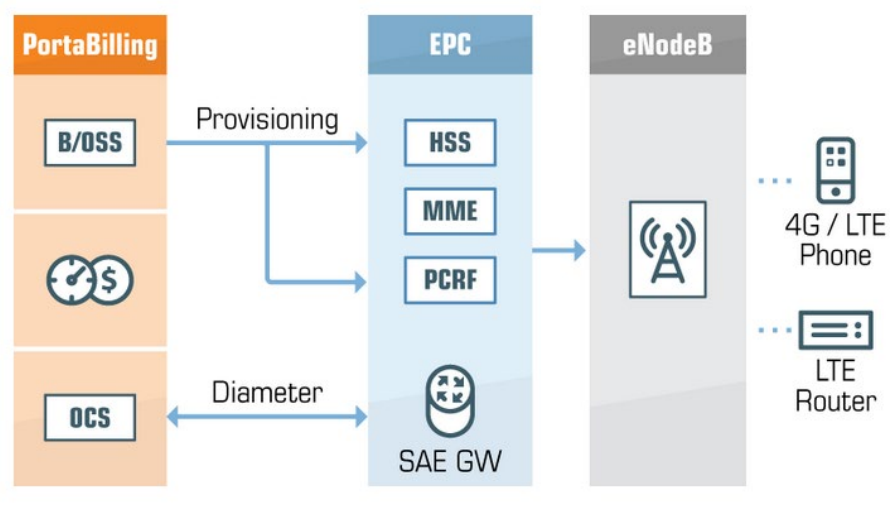 PortaBilling
EPC
eNodeB
B/OSS
Provisioning
HSS
MME
PCRF
$
OCS
Diameter
SAE GW
4G / LTE
Phone
LTE
Router